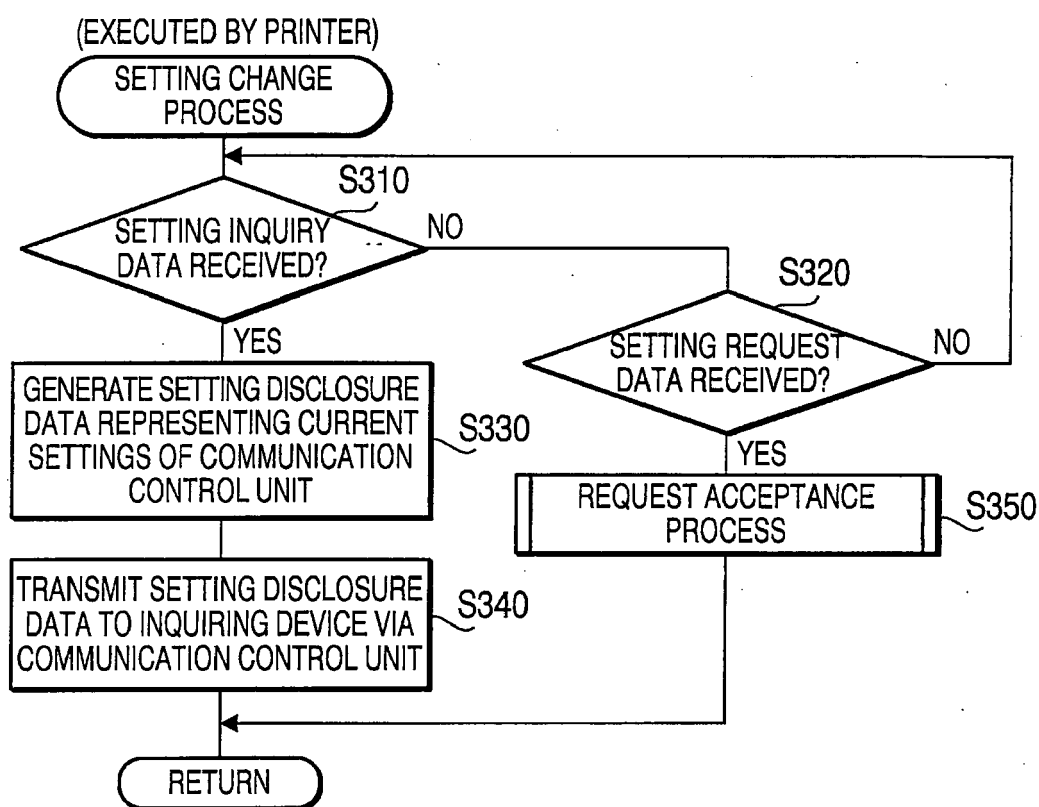 (EXECUTED BY PRINTER)
SETTING CHANGE
PROCESS
S310
SETTING INQUIRY
DATA RECEIVED?
NO
YES
S320
SETTING REQUEST
DATA RECEIVED?
NO
YES
GENERATE SETTING DISCLOSURE
DATA REPRESENTING CURRENT
SETTINGS OF COMMUNICATION
CONTROL UNIT
S330
REQUEST ACCEPTANCE
PROCESS
S350
TRANSMIT SETTING DISCLOSURE
DATA TO INQUIRING DEVICE VIA
COMMUNICATION CONTROL UNIT
S340
RETURN